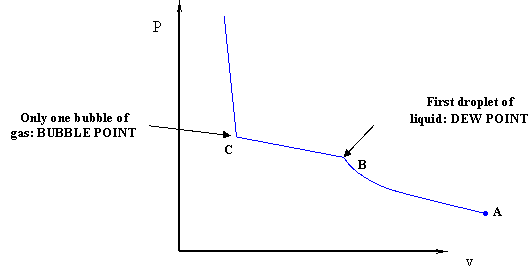 P
Only one bubble of
gas: BUBBLE POINT
First droplet of
liquid: DEW POINT
C
B
A
v